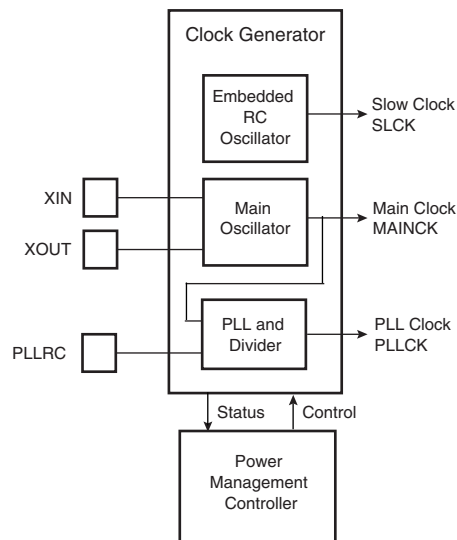 Clock Generator
Embedded
RC
Oscillator
Slow Clock
SLCK
XIN
XOUT
Main
Oscillator
Main Clock
MAINCK
PLLRC
PLL and
Divider
PLL Clock
PLLCK
Status
Control
Power
Management
Controller